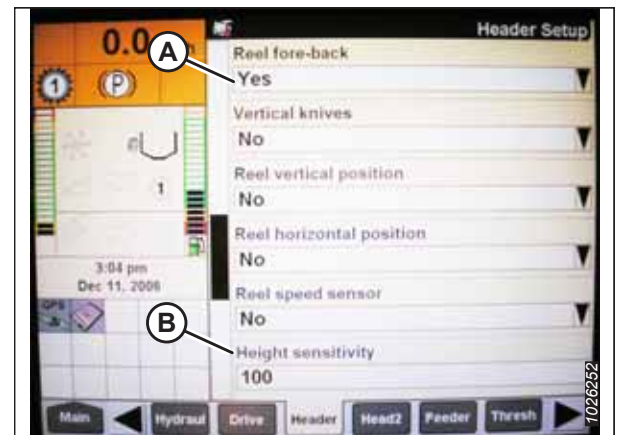 Header Setup
0.0
A
Reel fore-back
Yes
1
(P)
Vertical knives
No
Reel vertical position
No
1
Reel horizontal position
No
3:04 pm
Dec 11, 2006
Reel speed sensor
No
GPS
B
Height sensitivity
100
Main
Hydraul
Drive
Header
Head2
Feeder
Thresh
1026252